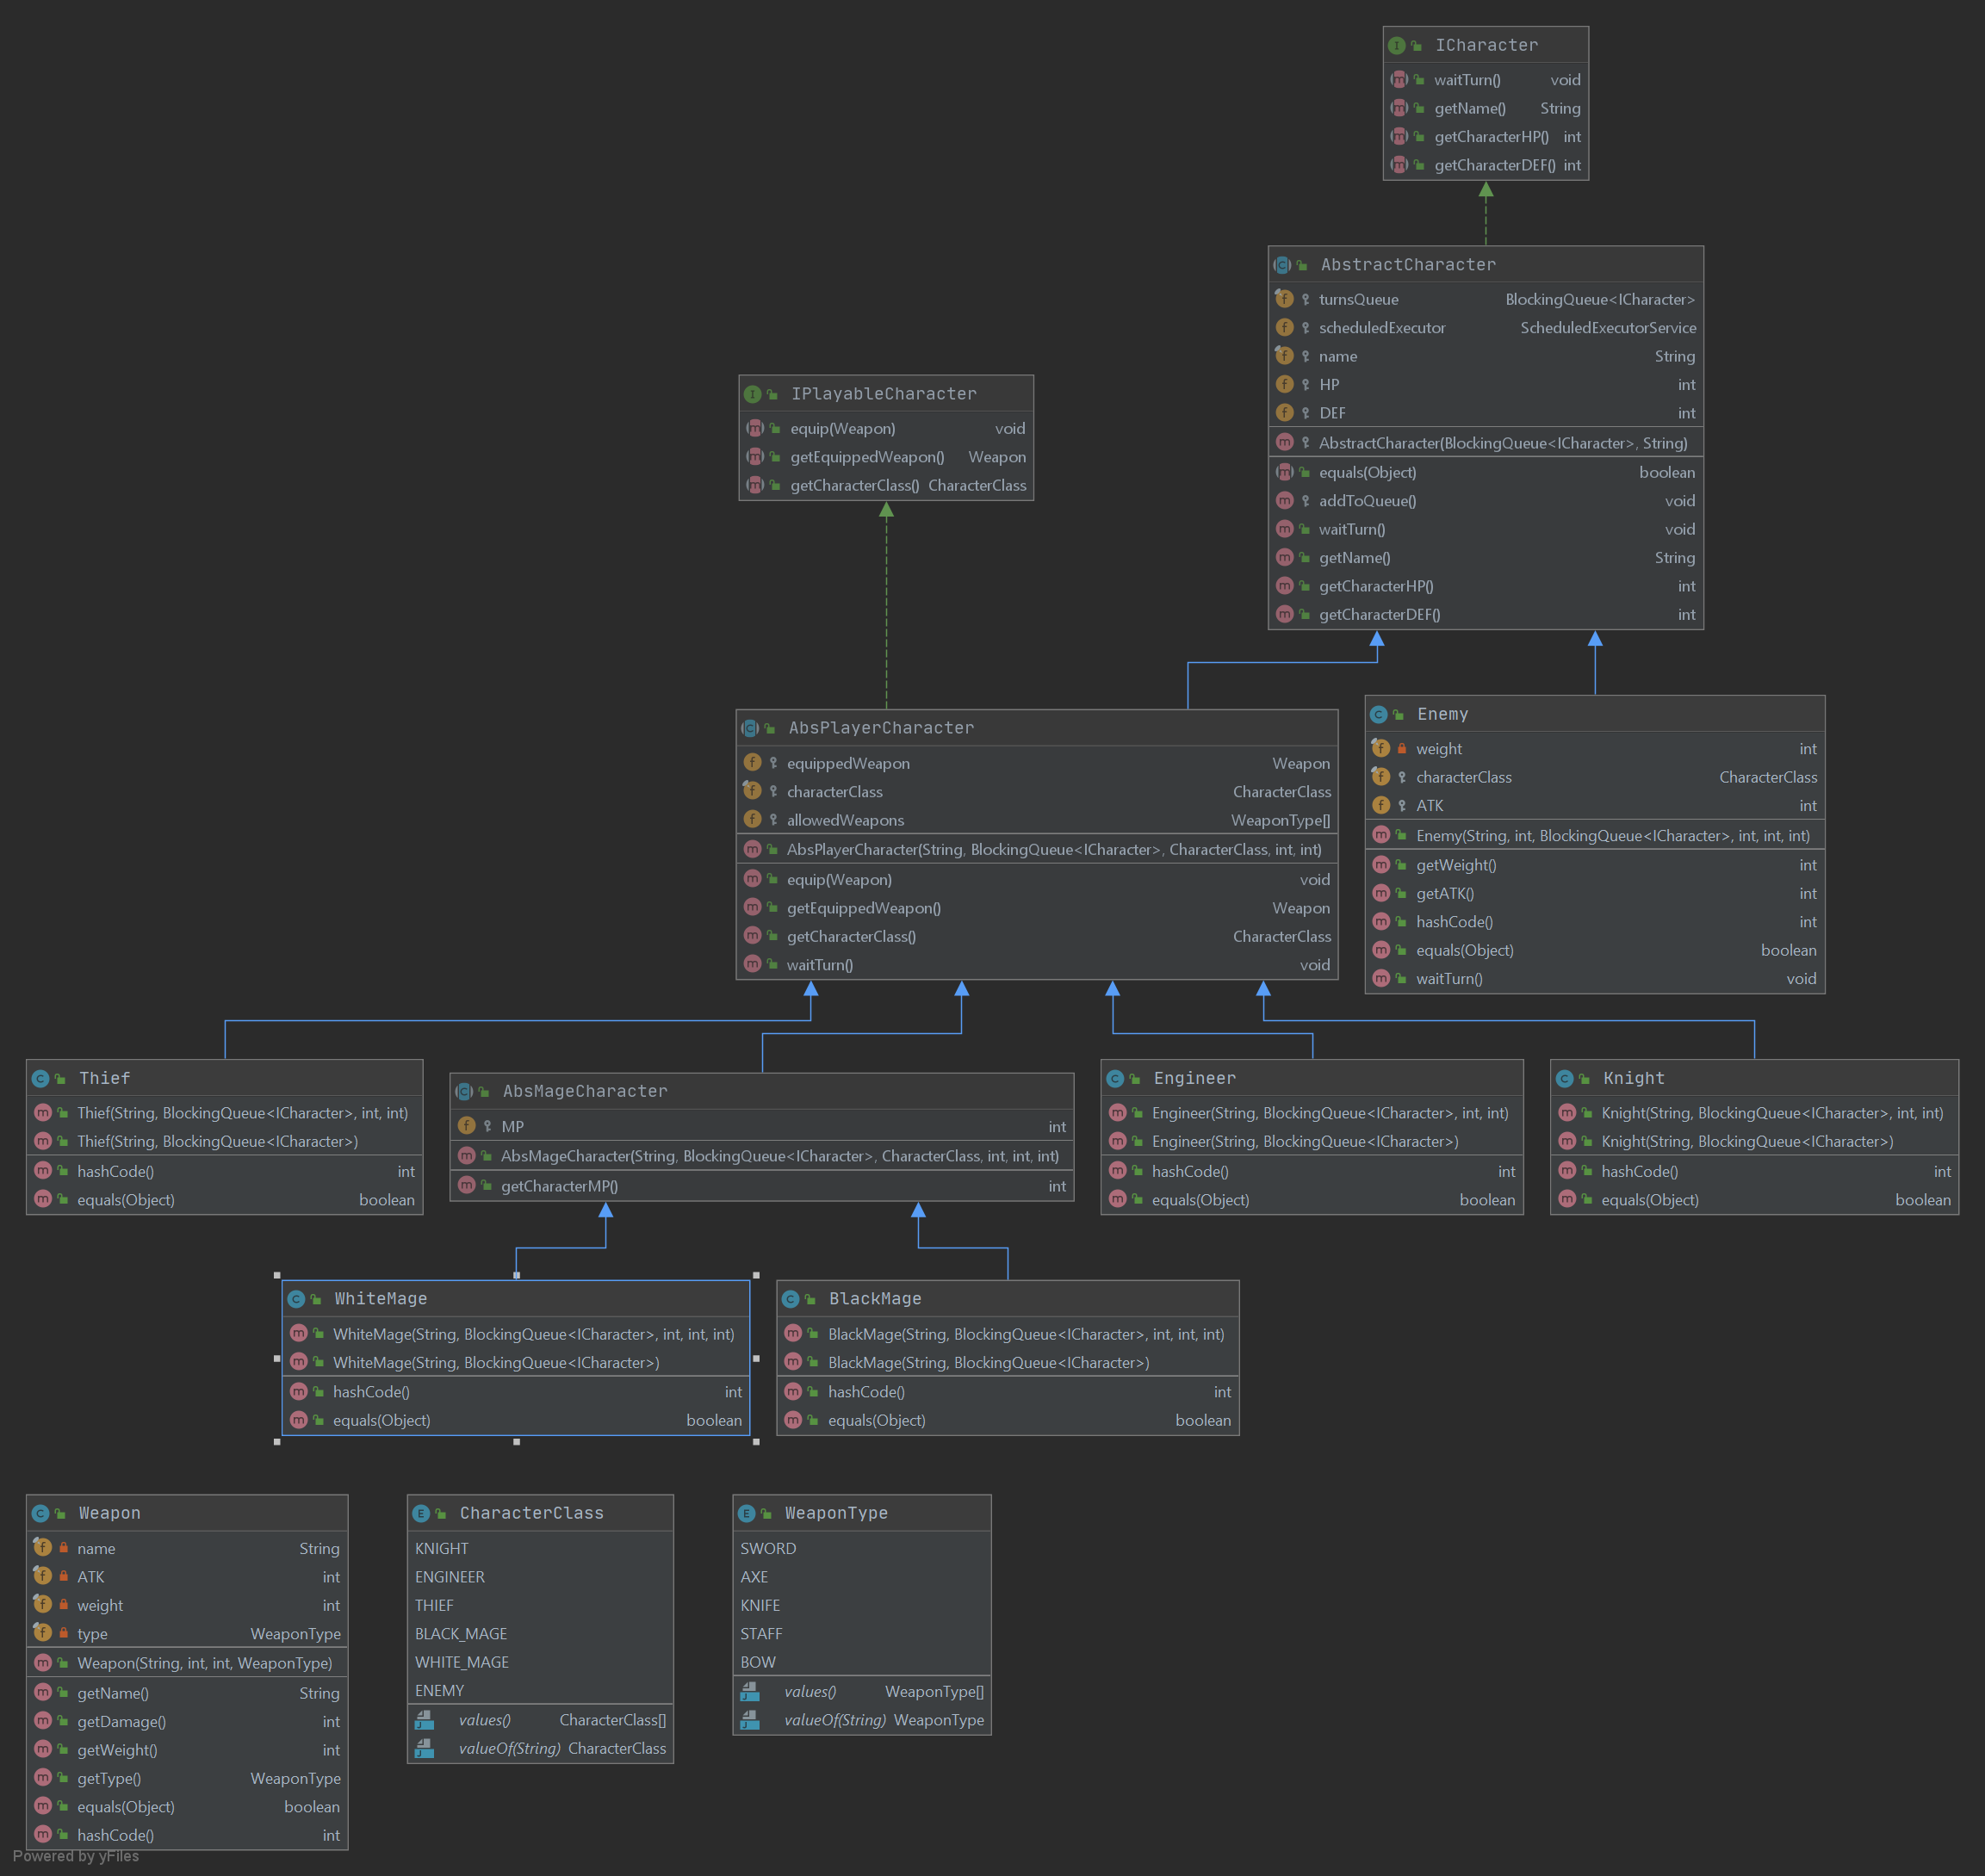 ICharacter
waitTurn() void
getName() String
getCharacterHP() int
getCharacterDEF() int
AbstractCharacter
turnsQueue BlockingQueue<ICharacter>
scheduledExecutor ScheduledExecutorService
name String
HP int
DEF int
AbstractCharacter(BlockingQueue<ICharacter>, String)
equals(Object) boolean
addToQueue() void
waitTurn() void
getName() String
getCharacterHP() int
getCharacterDEF() int
IPlayableCharacter
equip(Weapon) void
getEquippedWeapon() Weapon
getCharacterClass() CharacterClass
AbsPlayerCharacter
equippedWeapon Weapon
characterClass CharacterClass
allowedWeapons WeaponType[]
AbsPlayerCharacter(String, BlockingQueue<ICharacter>, CharacterClass, int, int)
equip(Weapon) void
getEquippedWeapon() Weapon
getCharacterClass() CharacterClass
waitTurn() void
Enemy
weight int
characterClass CharacterClass
ATK int
Enemy(String, int, BlockingQueue<ICharacter>, int, int, int)
getWeight() int
getATK() int
hashCode() int
equals(Object) boolean
waitTurn() void
Thief
Thief(String, BlockingQueue<ICharacter>, int, int)
Thief(String, BlockingQueue<ICharacter>)
hashCode() int
equals(Object) boolean
AbsMageCharacter
MP int
AbsMageCharacter(String, BlockingQueue<ICharacter>, CharacterClass, int, int, int)
getCharacterMP() int
Engineer
Engineer(String, BlockingQueue<ICharacter>, int, int)
Engineer(String, BlockingQueue<ICharacter>)
hashCode() int
equals(Object) boolean
Knight
Knight(String, BlockingQueue<ICharacter>, int, int)
Knight(String, BlockingQueue<ICharacter>)
hashCode() int
equals(Object) boolean
WhiteMage
WhiteMage(String, BlockingQueue<ICharacter>, int, int, int)
WhiteMage(String, BlockingQueue<ICharacter>)
hashCode() int
equals(Object) boolean
BlackMage
BlackMage(String, BlockingQueue<ICharacter>, int, int, int)
BlackMage(String, BlockingQueue<ICharacter>)
hashCode() int
equals(Object) boolean
Weapon
name String
ATK int
weight int
type WeaponType
Weapon(String, int, int, WeaponType)
getName() String
getDamage() int
getWeight() int
getType() WeaponType
equals(Object) boolean
hashCode() int
CharacterClass
KNIGHT
ENGINEER
THIEF
BLACK_MAGE
WHITE_MAGE
ENEMY
values() CharacterClass[]
valueOf(String) CharacterClass
WeaponType
SWORD
AXE
KNIFE
STAFF
BOW
values() WeaponType[]
valueOf(String) WeaponType
Powered by yFiles